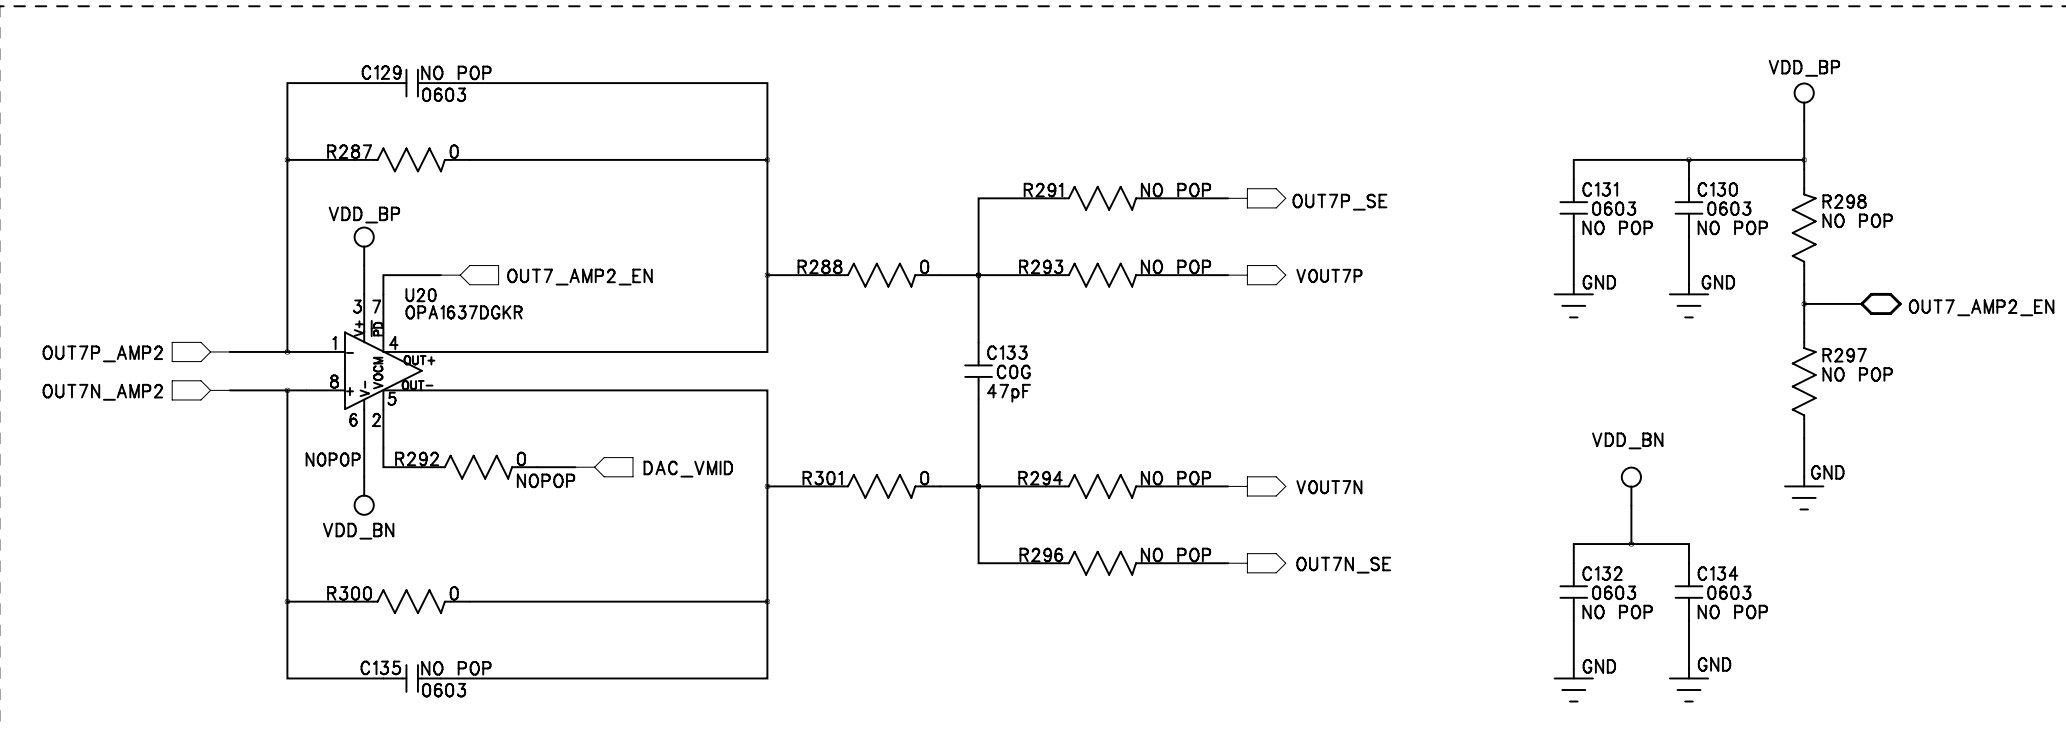 C129 NO POP
0603
R287 0
VDD_BP
OUT7_AMP2_EN
3 7
U20
OPA1637DGKR
V+ PD
OUT7P_AMP2 1 - 4
OUT+
VOCM
OUT7N_AMP2 8 + V- OUT-
5
6 2
NOPOP
R292 0
NOPOP
DAC_VMID
VDD_BN
R300 0
C135 NO POP
0603
R291 NO POP OUT7P_SE
R288 0 R293 NO POP VOUT7P
C133
C0G
47pF
R301 0 R294 NO POP VOUT7N
R296 NO POP OUT7N_SE
VDD_BP
C131
0603
NO POP
GND
C130
0603
NO POP
GND
R298
NO POP
OUT7_AMP2_EN
R297
NO POP
GND
VDD_BN
C132
0603
NO POP
GND
C134
0603
NO POP
GND